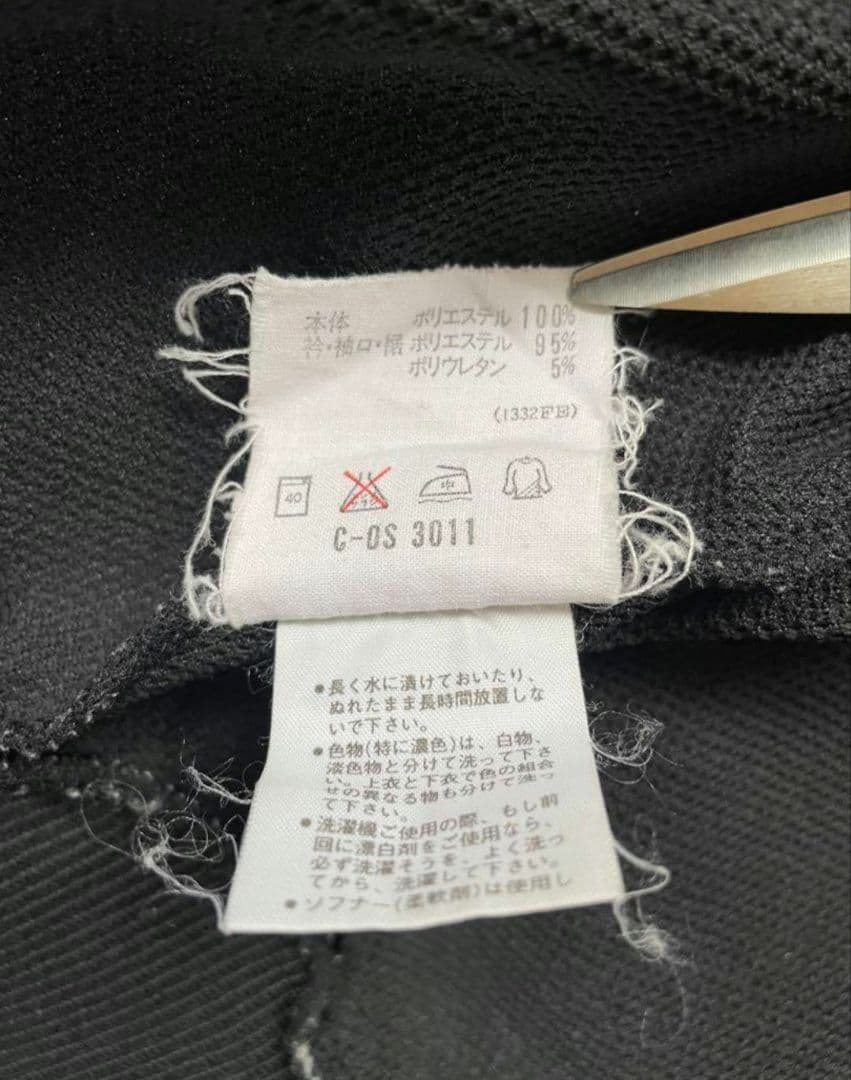 本体 ポリエステル 100%
衿・袖口・裾 ポリエステル 95%
ポリウレタン 5%
(1332FE)
40 エンソサラシ 中
C-OS 3011
●長く水に漬けておいたり、
ぬれたまま長時間放置しな
いで下さい。
●色物(特に濃色)は、白物、
淡色物と分けて洗って下さ
い。上衣と下衣で色の組合
せの異なる物も分けて洗っ
て下さい。
●洗濯機ご使用の際、もし前
回に漂白剤をご使用なら、
必ず洗濯そうを、よく洗っ
てから、洗濯して下さい。
●ソフナー(柔軟剤)は使用し